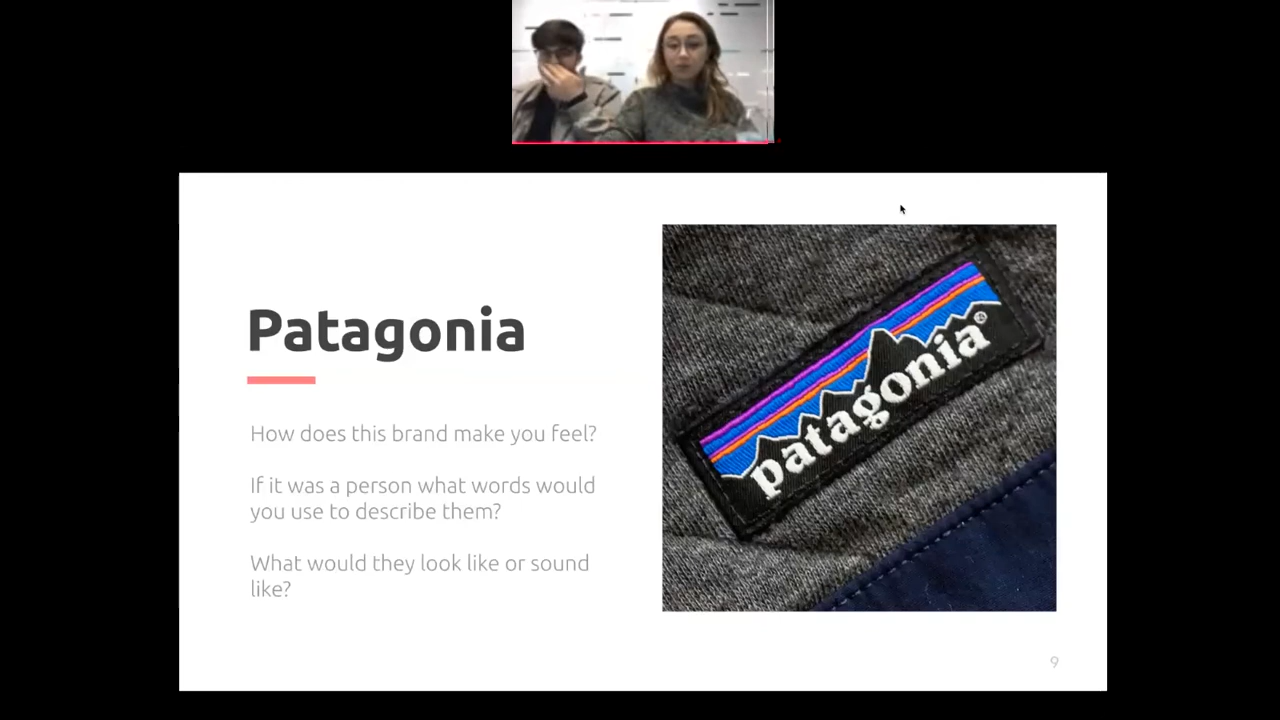 Patagonia
How does this brand make you feel?
If it was a person what words would
you use to describe them?
What would they look like or sound
like?
patagonia®
9